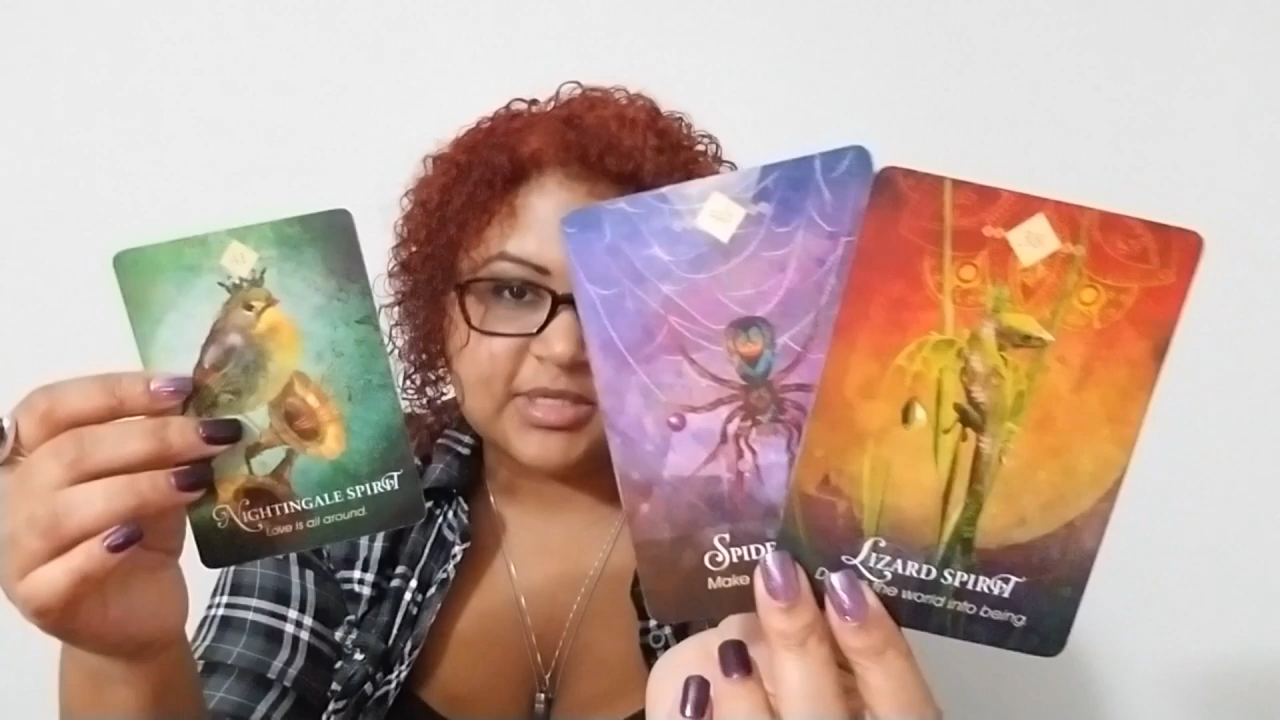 NIGHTINGALE SPIRIT
Love is all around.
SPIDE
Make
LIZARD SPIRIT
the world into being.